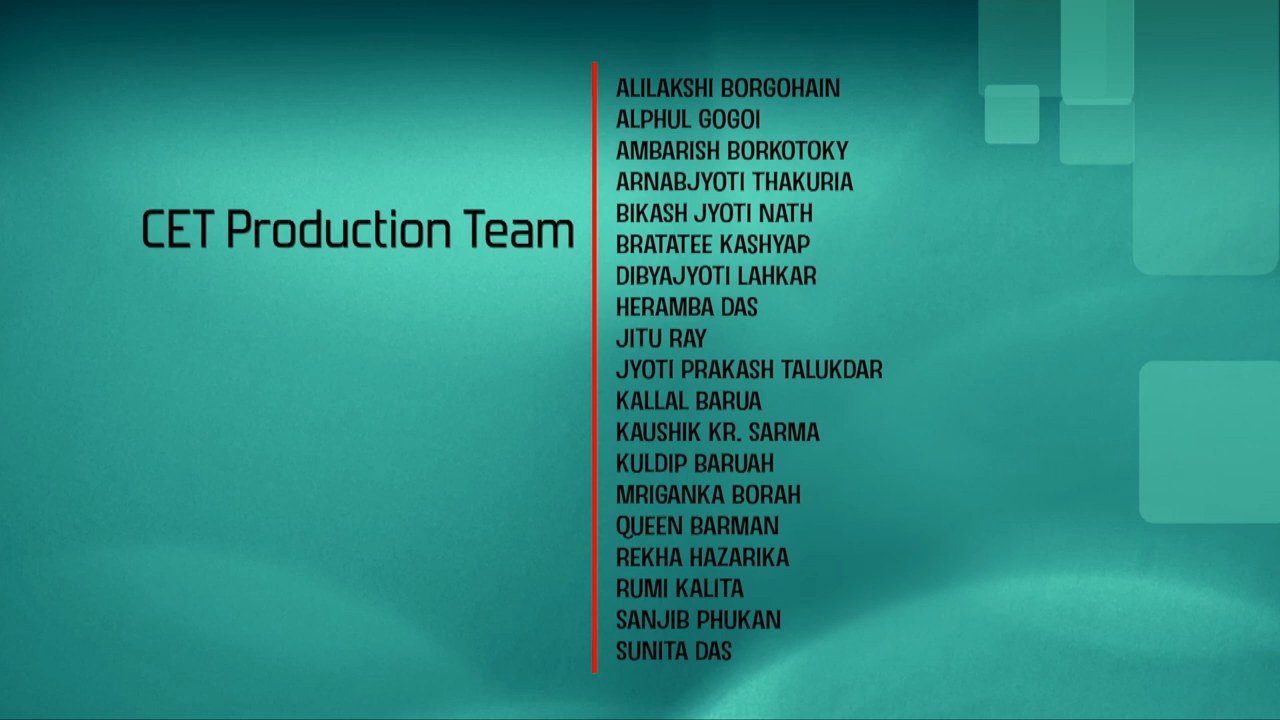 CET Production Team
ALILAKSHI BORGOHAIN
ALPHUL GOGOI
AMBARISH BORKOTOKY
ARNABJYOTI THAKURIA
BIKASH JYOTI NATH
BRATATEE KASHYAP
DIBYAJYOTI LAHKAR
HERAMBA DAS
JITU RAY
JYOTI PRAKASH TALUKDAR
KALLAL BARUA
KAUSHIK KR. SARMA
KULDIP BARUAH
MRIGANKA BORAH
QUEEN BARMAN
REKHA HAZARIKA
RUMI KALITA
SANJIB PHUKAN
SUNITA DAS